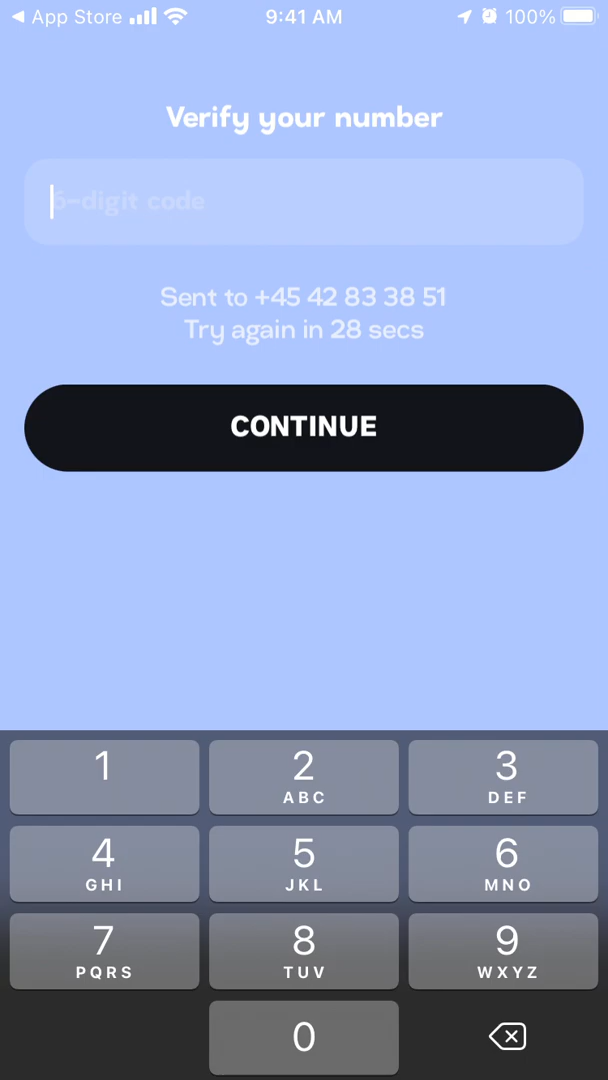 App Store 9:41 AM 100%
Verify your number
6-digit code
Sent to +45 42 83 38 51
Try again in 28 secs
CONTINUE
1 2 3
ABC DEF
4 5 6
GHI JKL MNO
7 8 9
PQRS TUV WXYZ
0